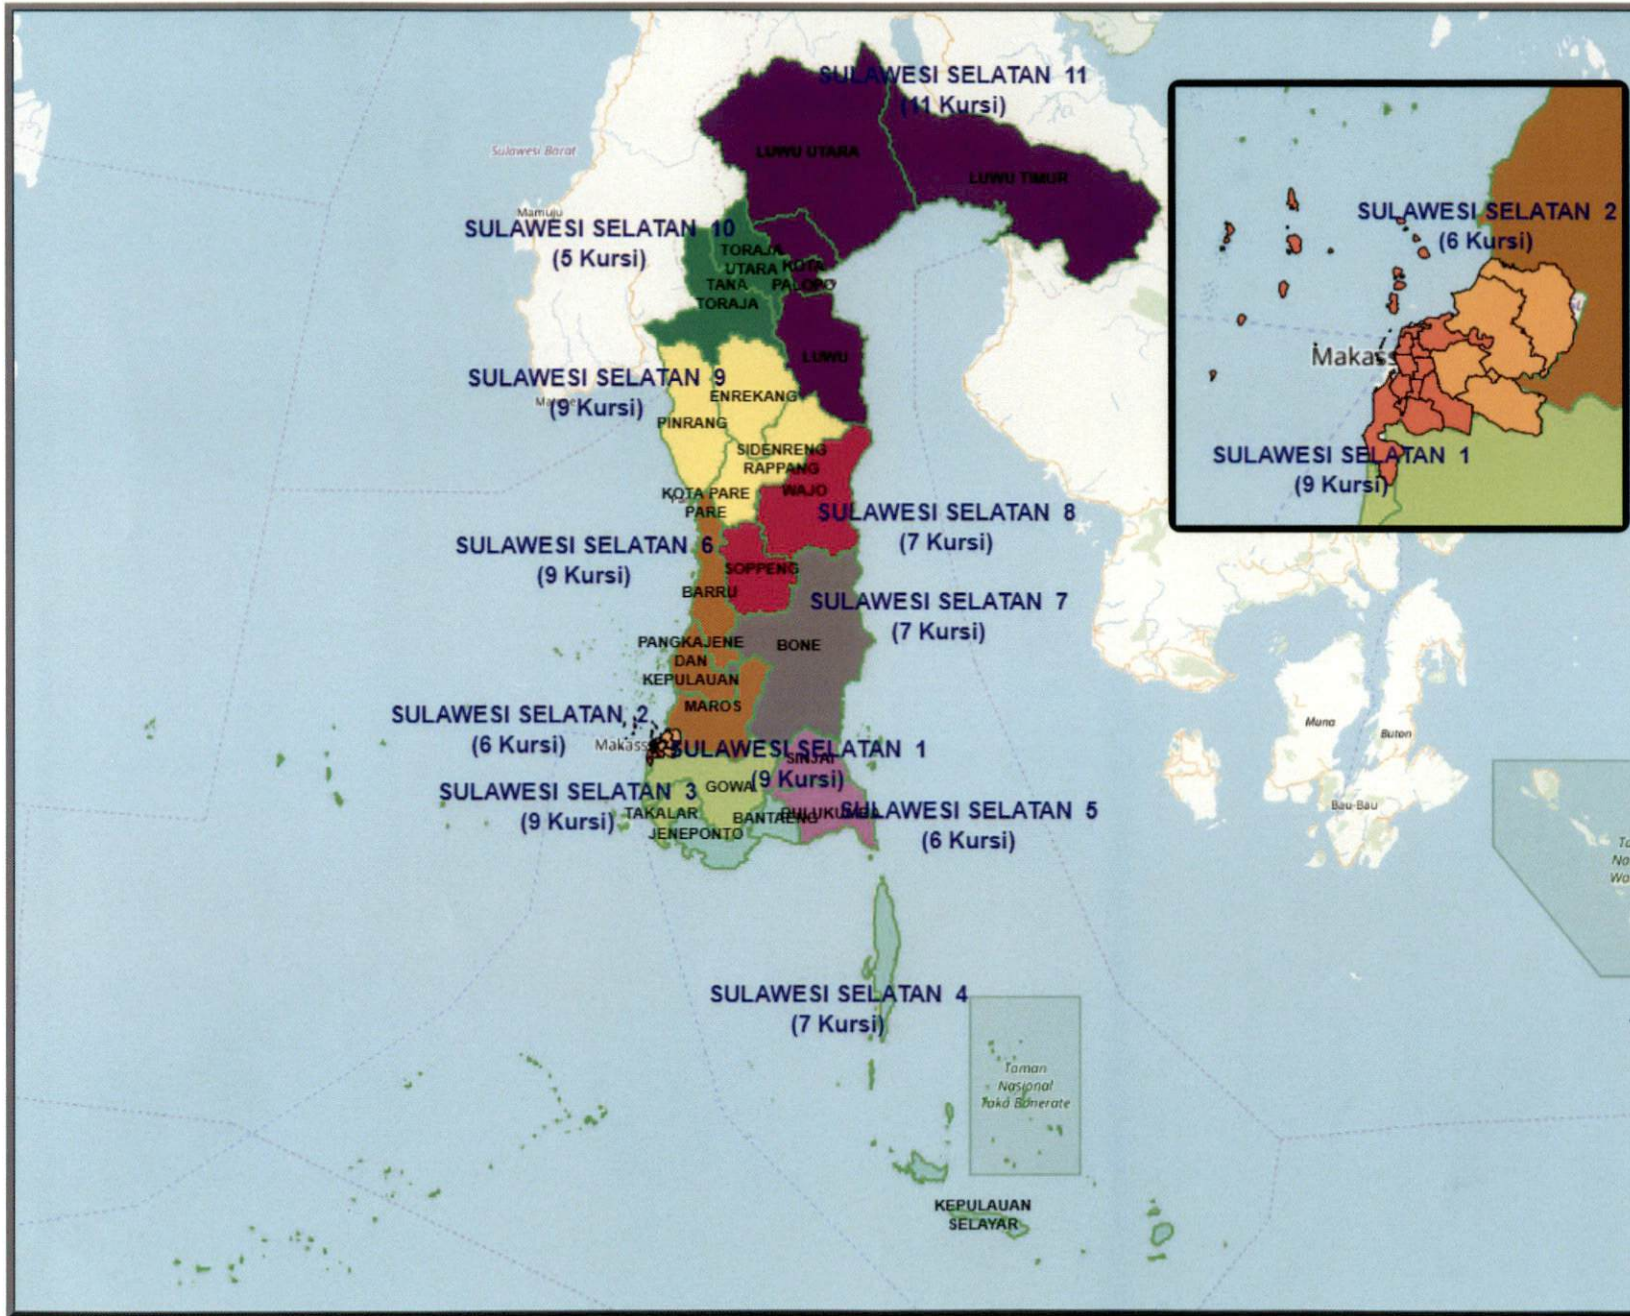 SULAWESI SELATAN 11
(11 Kursi)
LUWU UTARA
LUWU TIMUR
Sulawesi Barat
Mamuju
SULAWESI SELATAN 10
(5 Kursi)
TORAJA
UTARA
KOTA
PALOPO
TANA
TORAJA
LUWU
SULAWESI SELATAN 9
(9 Kursi)
ENREKANG
PINRANG
SIDENRENG
RAPPANG
WAJO
KOTA PARE
PARE
SULAWESI SELATAN 8
(7 Kursi)
SULAWESI SELATAN 6
(9 Kursi)
SOPPENG
BARRU
SULAWESI SELATAN 7
(7 Kursi)
PANGKAJENE
DAN
KEPULAUAN
BONE
MAROS
SULAWESI SELATAN 2
(6 Kursi)
Makass
SULAWESI SELATAN 1
(9 Kursi)
SINJAI
SULAWESI SELATAN 3
(9 Kursi)
GOWA
TAKALAR
BANTAENG
JENEPONTO
SULAWESI SELATAN 5
(6 Kursi)
SULAWESI SELATAN 4
(7 Kursi)
Taman
Nasional
Taka Bonerate
KEPULAUAN
SELAYAR
Muna
Buton
Bau-Bau
Ta
Na
Wa
SULAWESI SELATAN 2
(6 Kursi)
Makass
SULAWESI SELATAN 1
(9 Kursi)